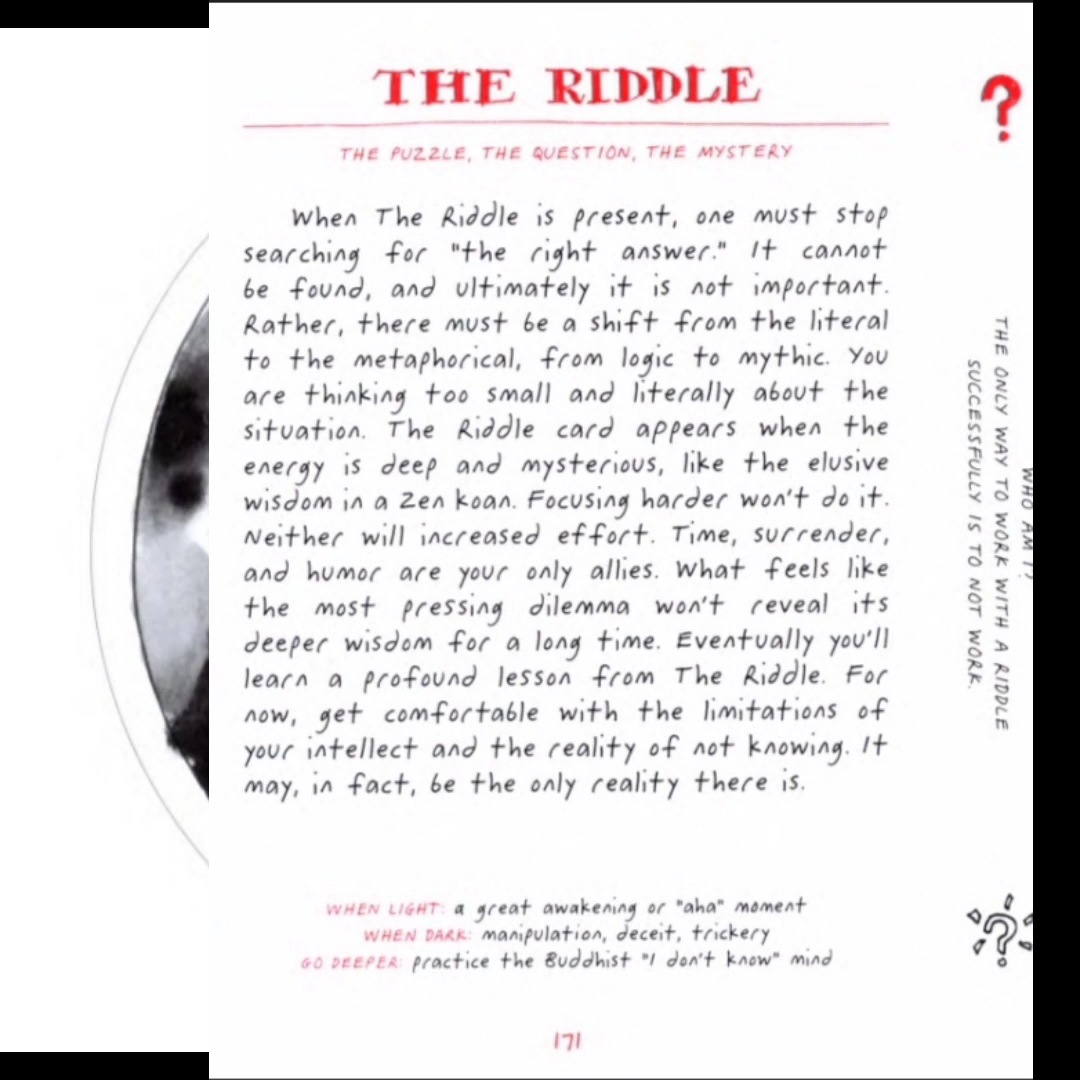 THE RIDDLE
THE PUZZLE, THE QUESTION, THE MYSTERY
When The Riddle is present, one must stop
searching for "the right answer." It cannot
be found, and ultimately it is not important.
Rather, there must be a shift from the literal
to the metaphorical, from logic to mythic. You
are thinking too small and literally about the
situation. The Riddle card appears when the
energy is deep and mysterious, like the elusive
wisdom in a Zen koan. Focusing harder won't do it.
Neither will increased effort. Time, surrender,
and humor are your only allies. What feels like
the most pressing dilemma won't reveal its
deeper wisdom for a long time. Eventually you'll
learn a profound lesson from The Riddle. For
now, get comfortable with the limitations of
your intellect and the reality of not knowing. It
may, in fact, be the only reality there is.
WHEN LIGHT: a great awakening or "aha" moment
WHEN DARK: manipulation, deceit, trickery
GO DEEPER: practice the Buddhist "I don't know" mind
171
?
WHO AM I?
THE ONLY WAY TO WORK WITH A RIDDLE
SUCCESSFULLY IS TO NOT WORK.
?